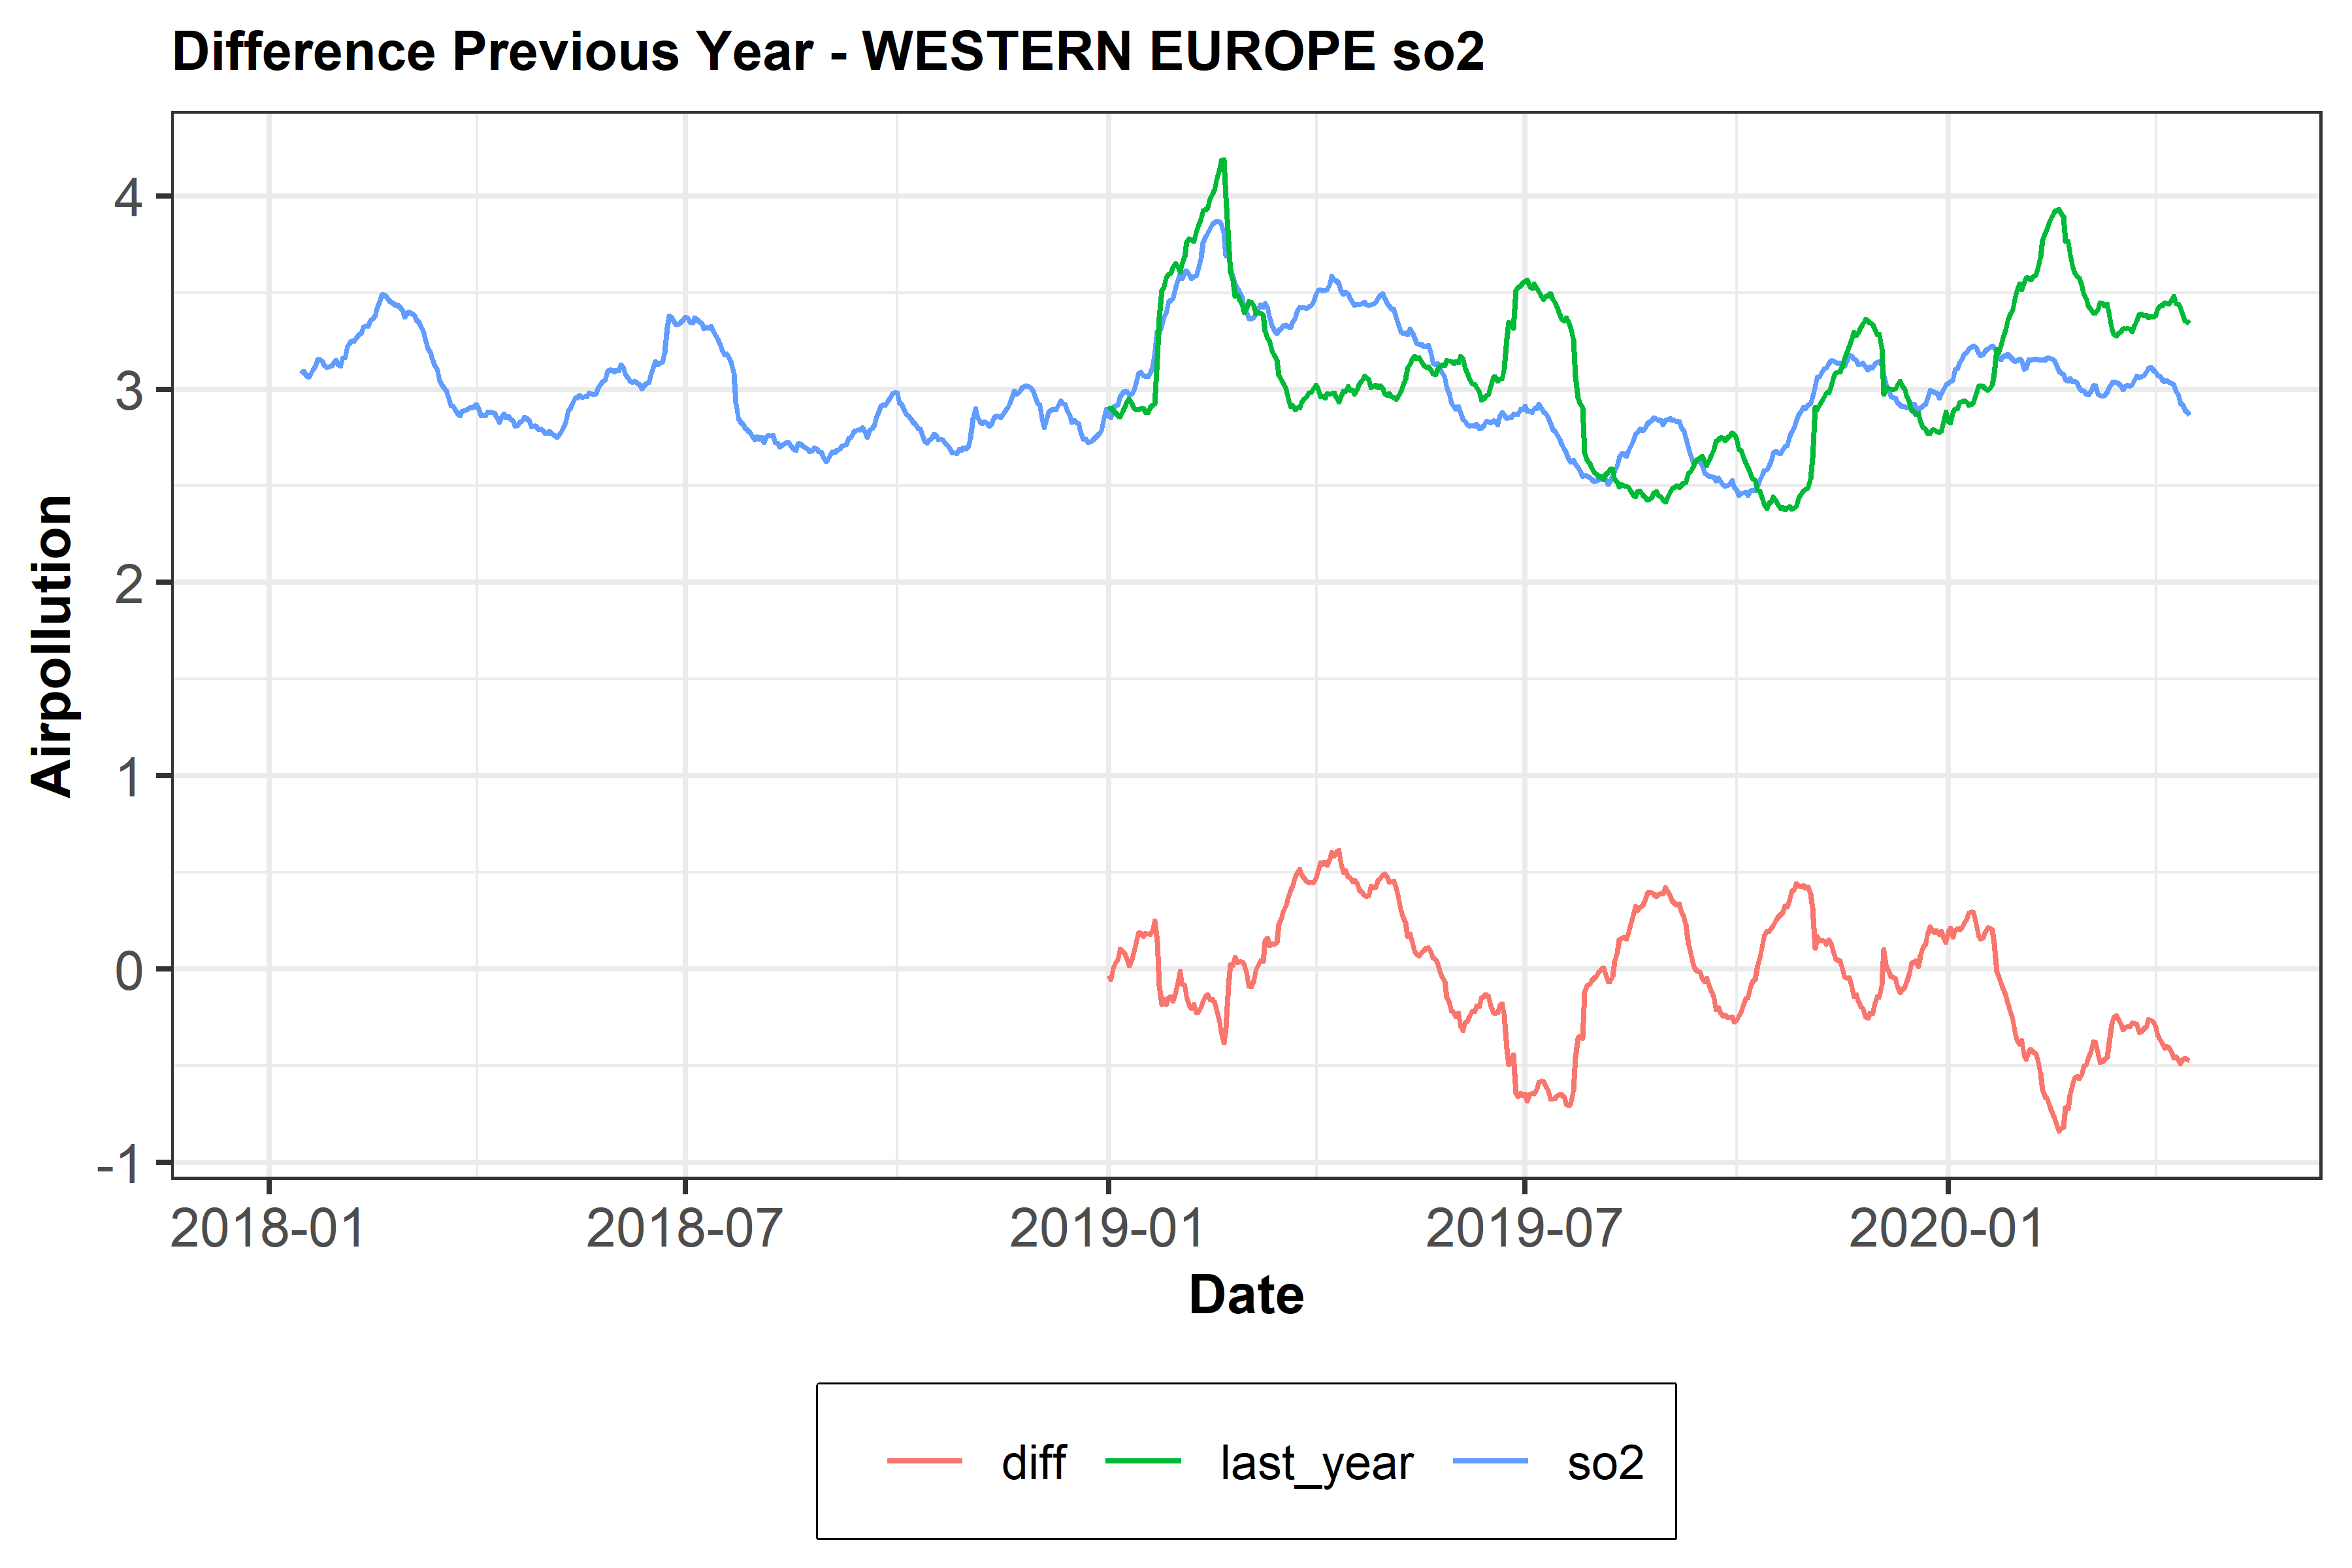 Difference Previous Year - WESTERN EUROPE so2
Airpollution
4
3
2
1
0
-1
2018-01 2018-07 2019-01 2019-07 2020-01
Date
diff last_year so2